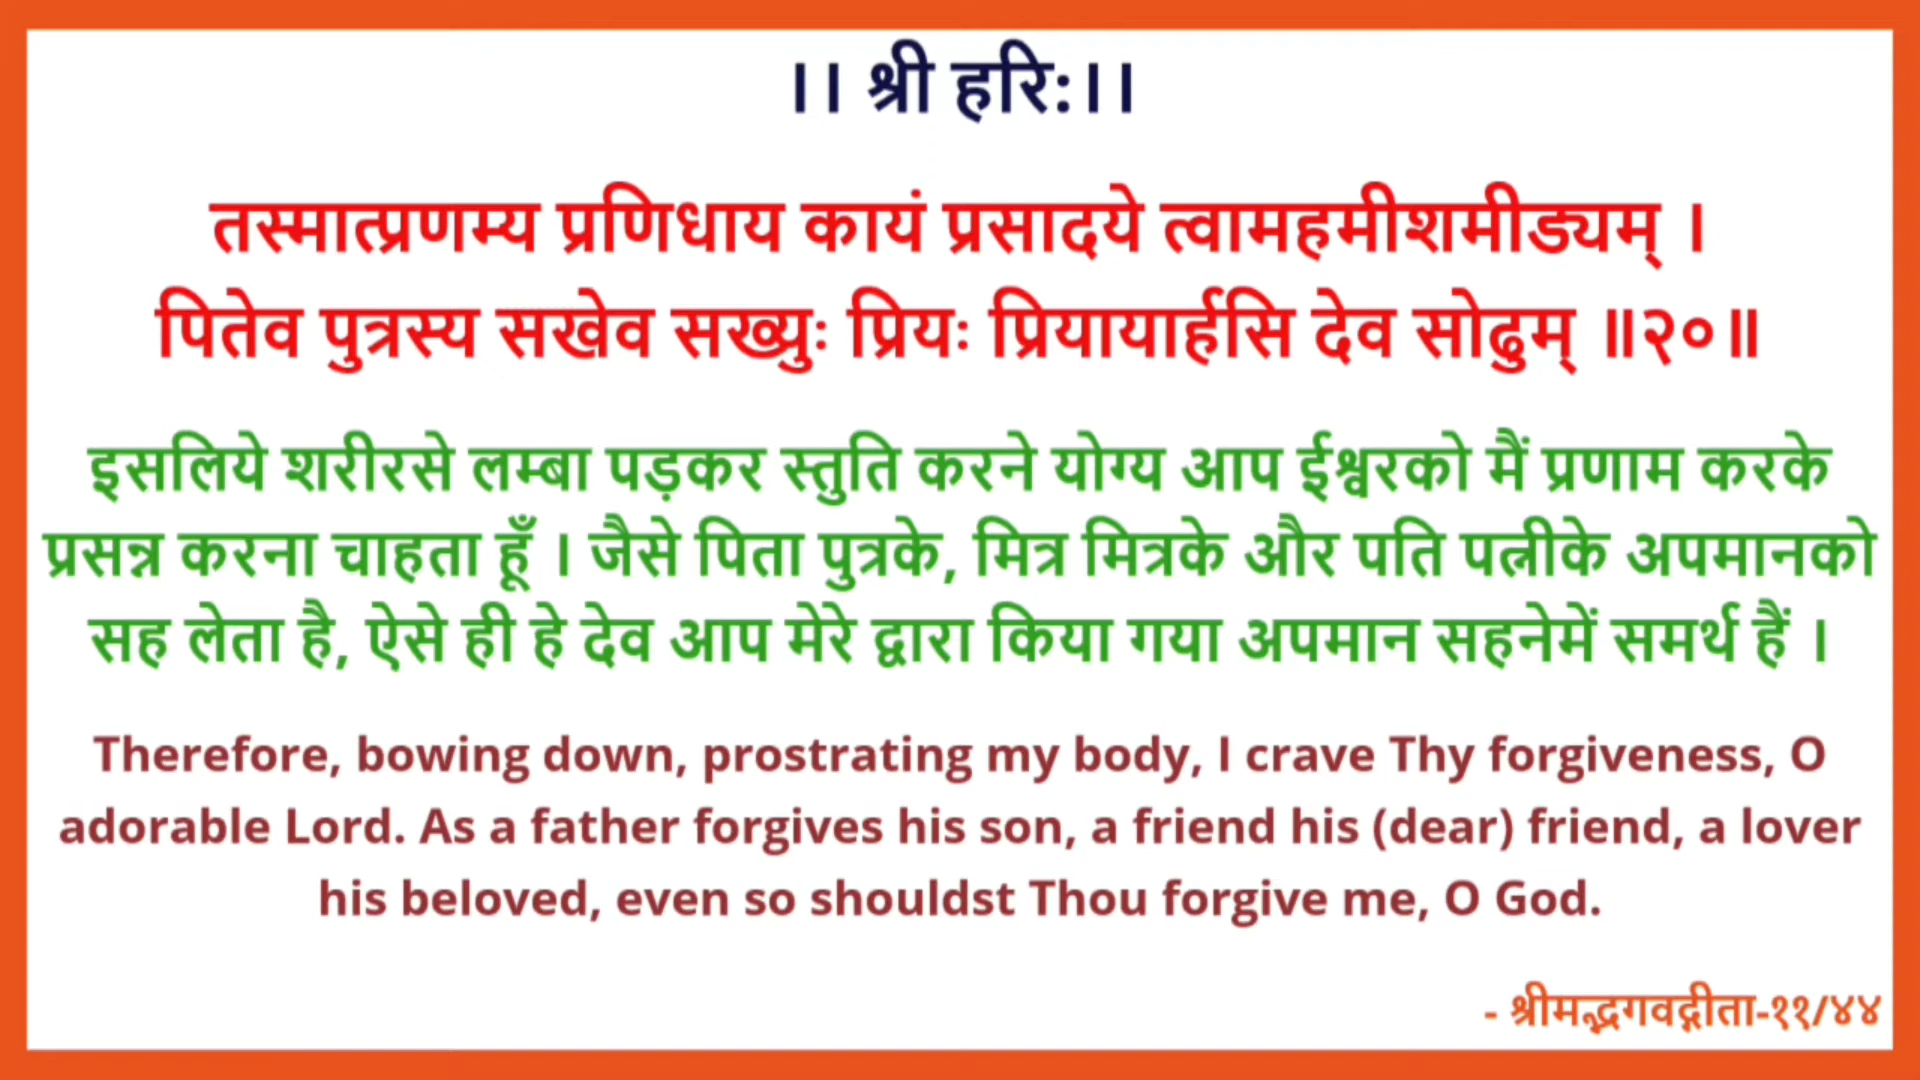 ।। श्री हरि:।।
तस्मात्प्रणम्य प्रणिधाय कायं प्रसादये त्वामहमीशमीड्यम् ।
पितेव पुत्रस्य सखेव सख्युः प्रियः प्रियायार्हसि देव सोढुम् ॥२०॥
इसलिये शरीरसे लम्बा पड़कर स्तुति करने योग्य आप ईश्वरको मैं प्रणाम करके
प्रसन्न करना चाहता हूँ । जैसे पिता पुत्रके, मित्र मित्रके और पति पत्नीके अपमानको
सह लेता है, ऐसे ही हे देव आप मेरे द्वारा किया गया अपमान सहनेमें समर्थ हैं ।
Therefore, bowing down, prostrating my body, I crave Thy forgiveness, O
adorable Lord. As a father forgives his son, a friend his (dear) friend, a lover
his beloved, even so shouldst Thou forgive me, O God.
- श्रीमद्भगवद्गीता-११/४४